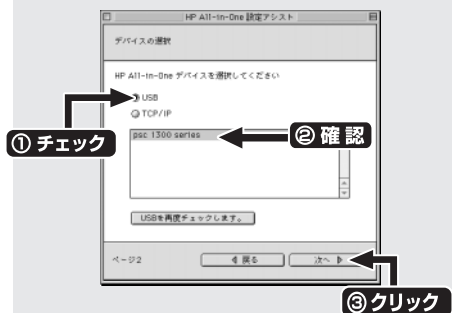 HP All-in-One 設定アシスト
デバイスの選択
HP All-in-One デバイスを選択してください
USB
TCP/IP
① チェック
psc 1300 series
② 確認
USBを再度チェックします。
ページ2
戻る
次へ
③ クリック